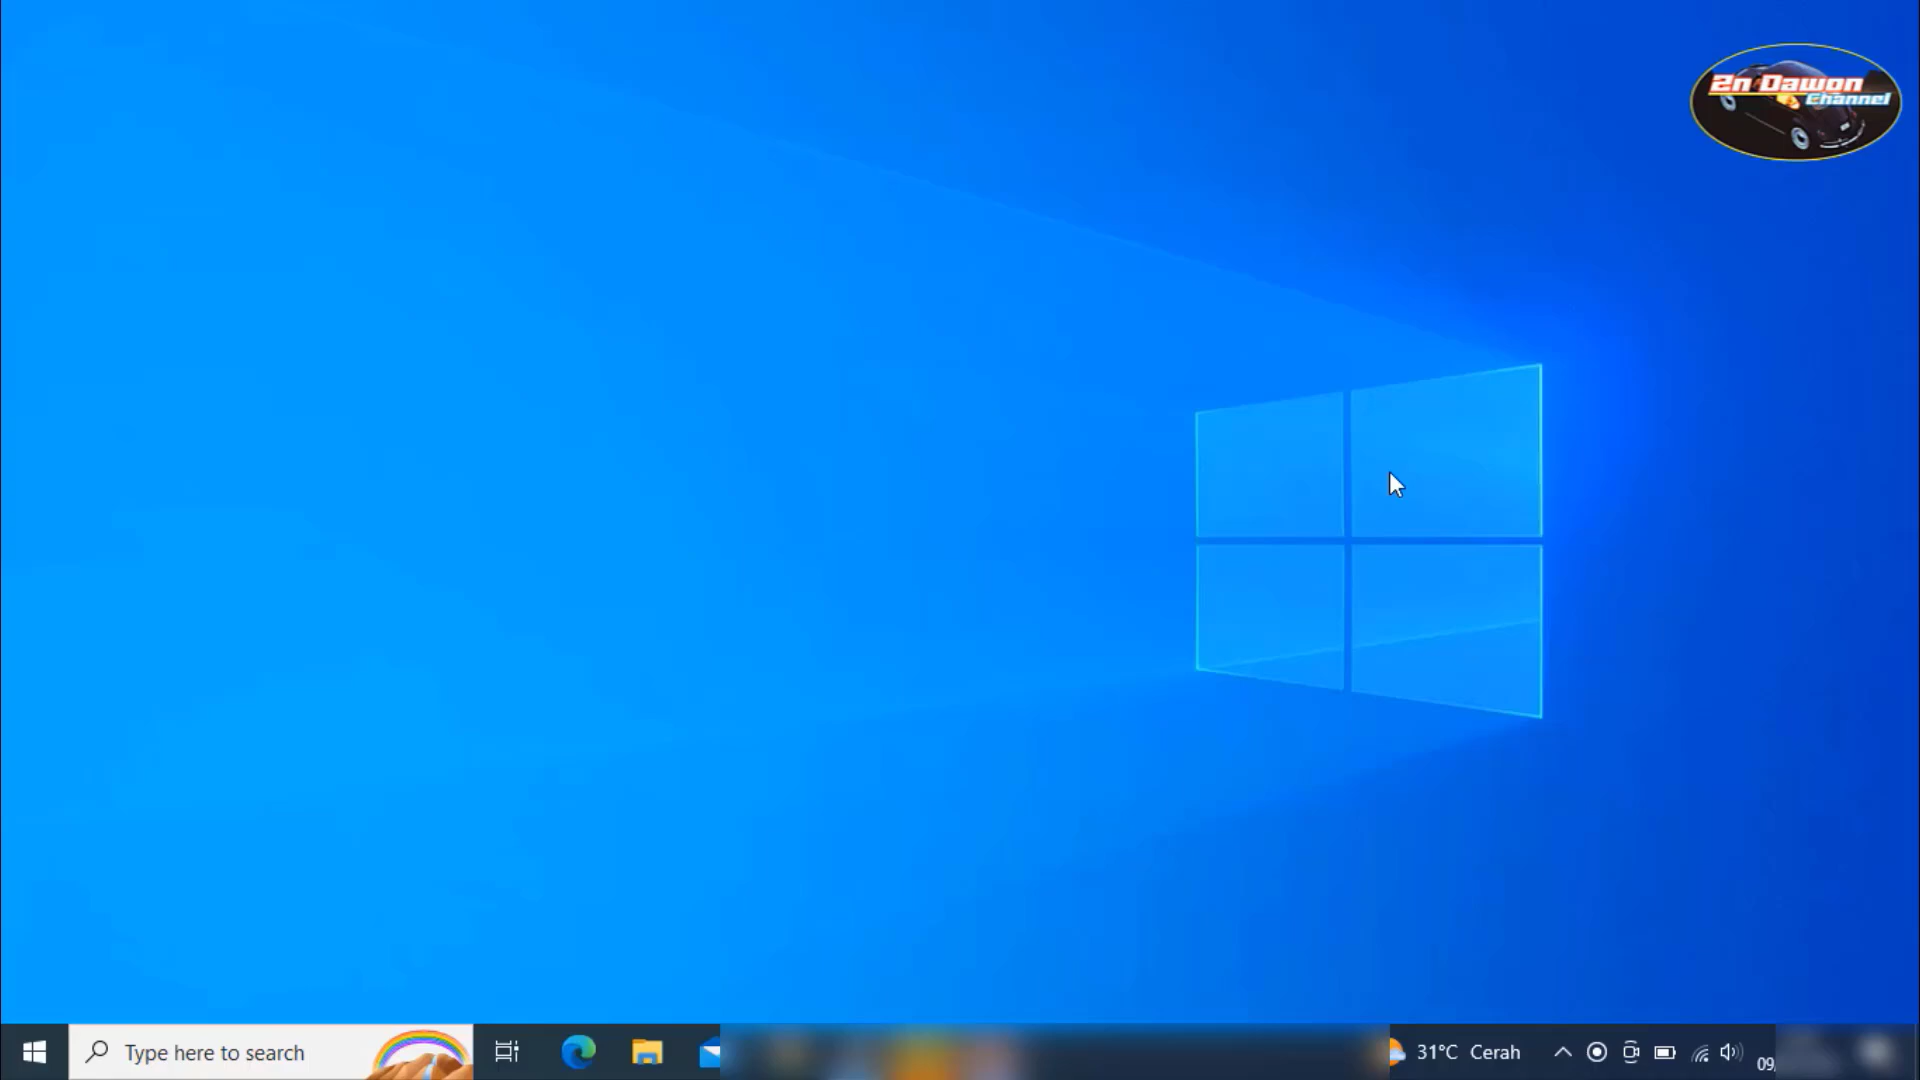 2n Dawon
Channel
Type here to search
31°C Cerah
09